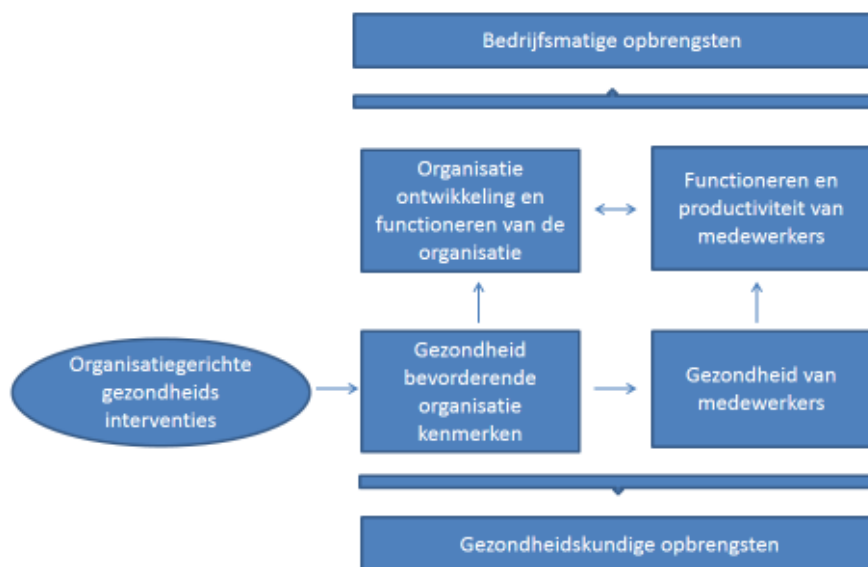 Bedrijfsmatige opbrengsten
Organisatie
ontwikkeling en
functioneren van de
organisatie
Functioneren en
productiviteit van
medewerkers
Organisatiegerichte
gezondheids
interventies
Gezondheid
bevorderende
organisatie
kenmerken
Gezondheid van
medewerkers
Gezondheidskundige opbrengsten